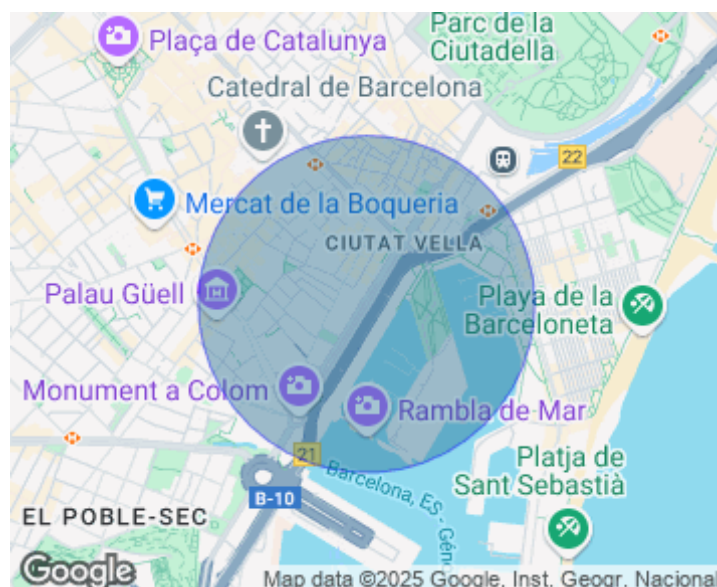 Plaça de Catalunya
Parc de la
Ciutadella
Catedral de Barcelona
22
Mercat de la Boqueria
CIUTAT VELLA
Palau Güell
Playa de la
Barceloneta
Monument a Colom
Rambla de Mar
21
Barcelona, ES - Gén
Platja de
Sant Sebastià
B-10
EL POBLE-SEC
Google
Map data ©2025 Google, Inst. Geogr. Nacional